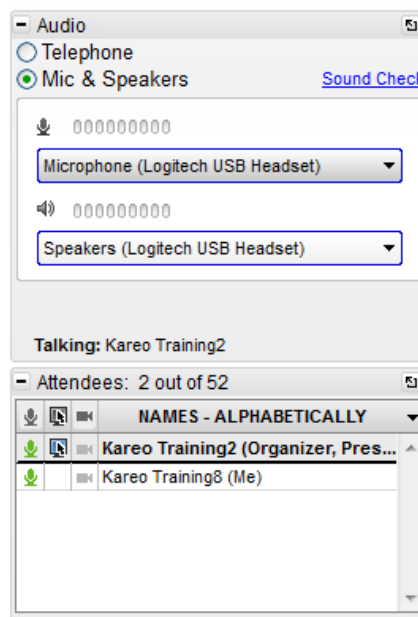 Audio
Telephone
Mic & Speakers Sound Check
000000000
Microphone (Logitech USB Headset)
000000000
Speakers (Logitech USB Headset)
Talking: Kareo Training2
Attendees: 2 out of 52
NAMES - ALPHABETICALLY
Kareo Training2 (Organizer, Pres...
Kareo Training8 (Me)